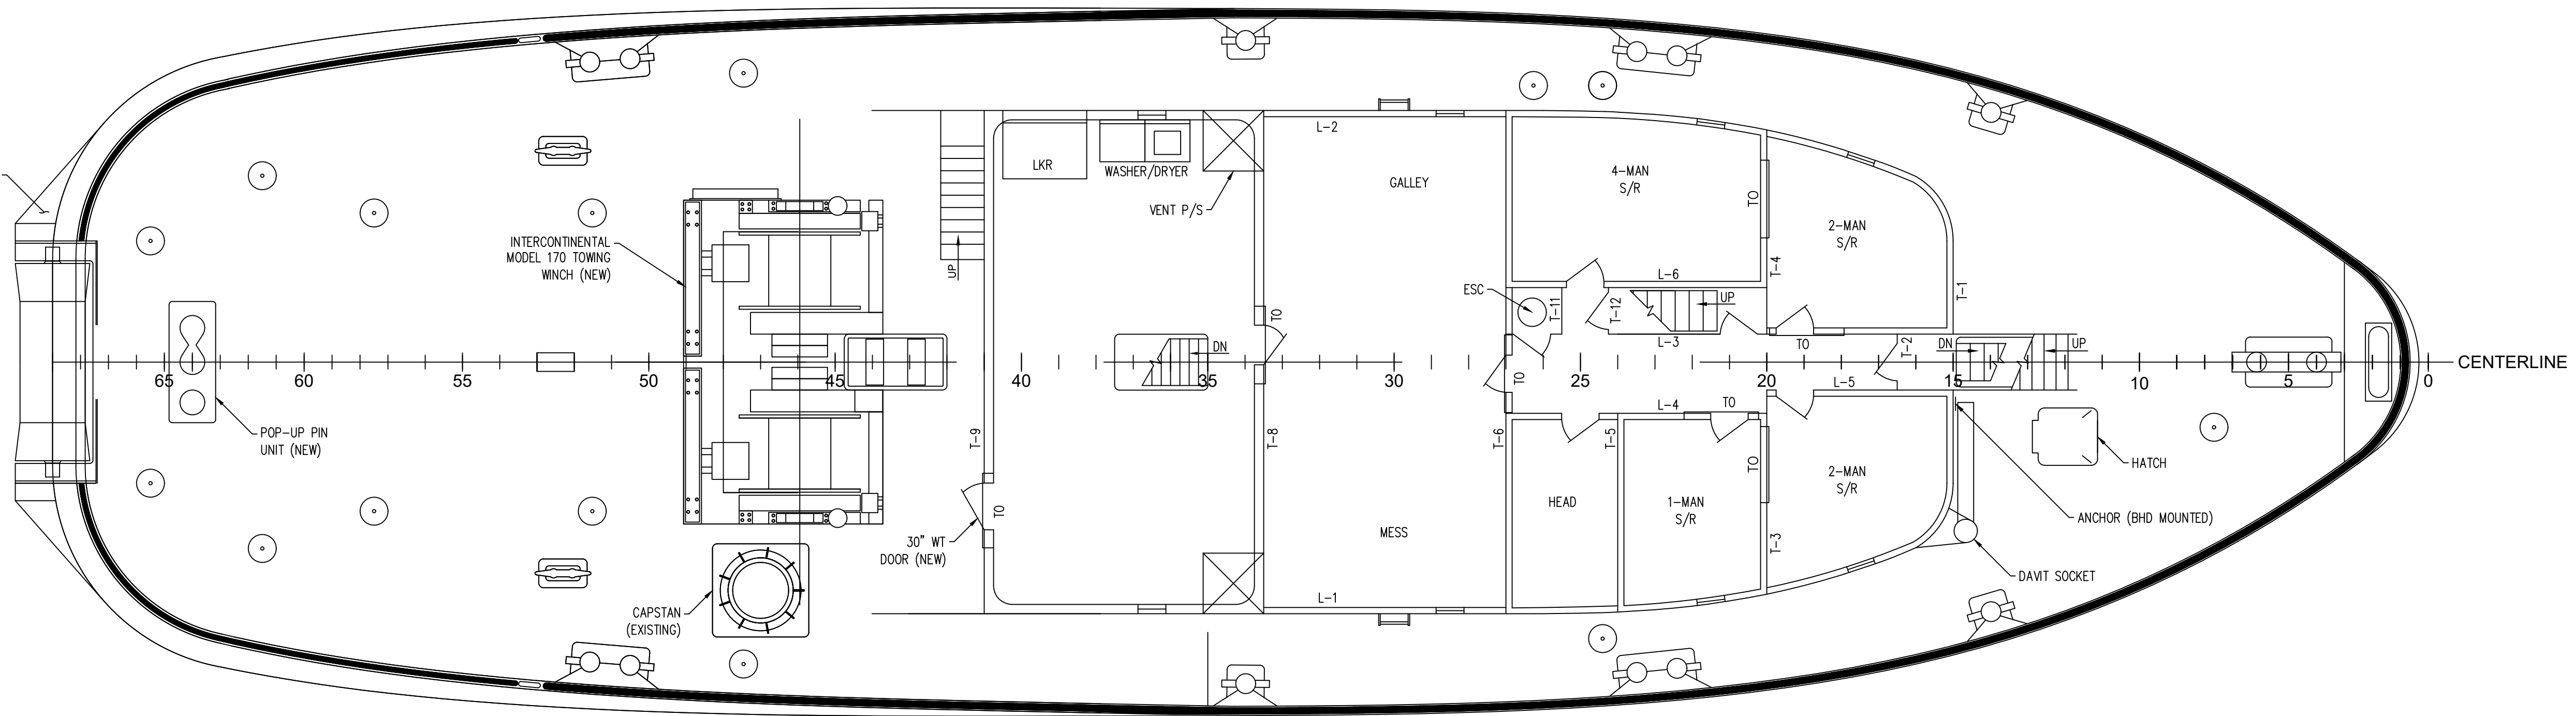 L-2
LKR
WASHER/DRYER
VENT P/S
GALLEY
4-MAN
S/R
TO
2-MAN
S/R
INTERCONTINENTAL
MODEL 170 TOWING
WINCH (NEW)
UP
T-4
L-6
T-1
ESC
TO
T-11
T-12
UP
L-3
TO
DN
TO
T-2
DN
UP
65
60
55
50
45
40
35
30
25
20
15
10
5
0
CENTERLINE
L-5
L-4
TO
POP-UP PIN
UNIT (NEW)
T-9
T-8
T-6
T-5
TO
HATCH
2-MAN
S/R
TO
HEAD
1-MAN
S/R
ANCHOR (BHD MOUNTED)
MESS
30" WT
DOOR (NEW)
T-3
DAVIT SOCKET
L-1
CAPSTAN
(EXISTING)